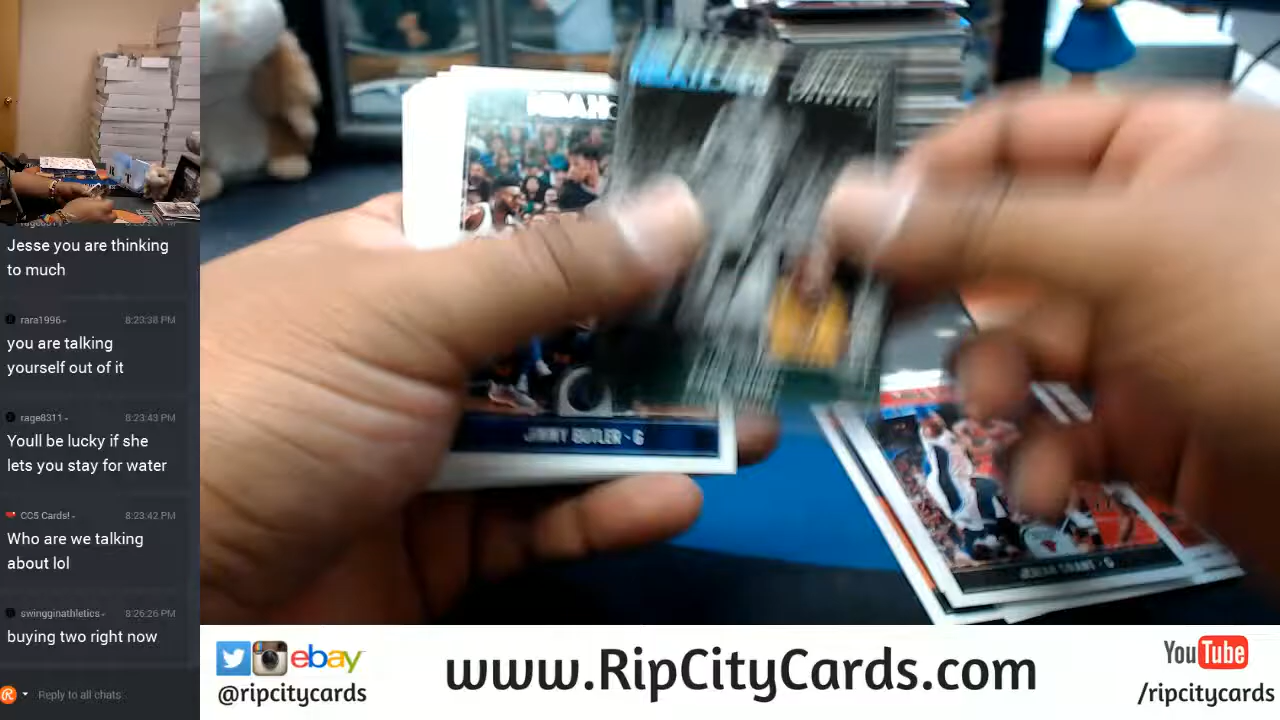 Jesse you are thinking
to much
rara1996- 8:23:38 PM
you are talking
yourself out of it
rage8311- 8:23:43 PM
Youll be lucky if she
lets you stay for water
CC5 Cards!- 8:23:42 PM
Who are we talking
about lol
swingginathletics- 8:26:26 PM
buying two right now
Reply to all chats
JIMMY BUTLER - G
JERIAN GRANT - G
ebay
@ripcitycards
www.RipCityCards.com
YouTube
/ripcitycards